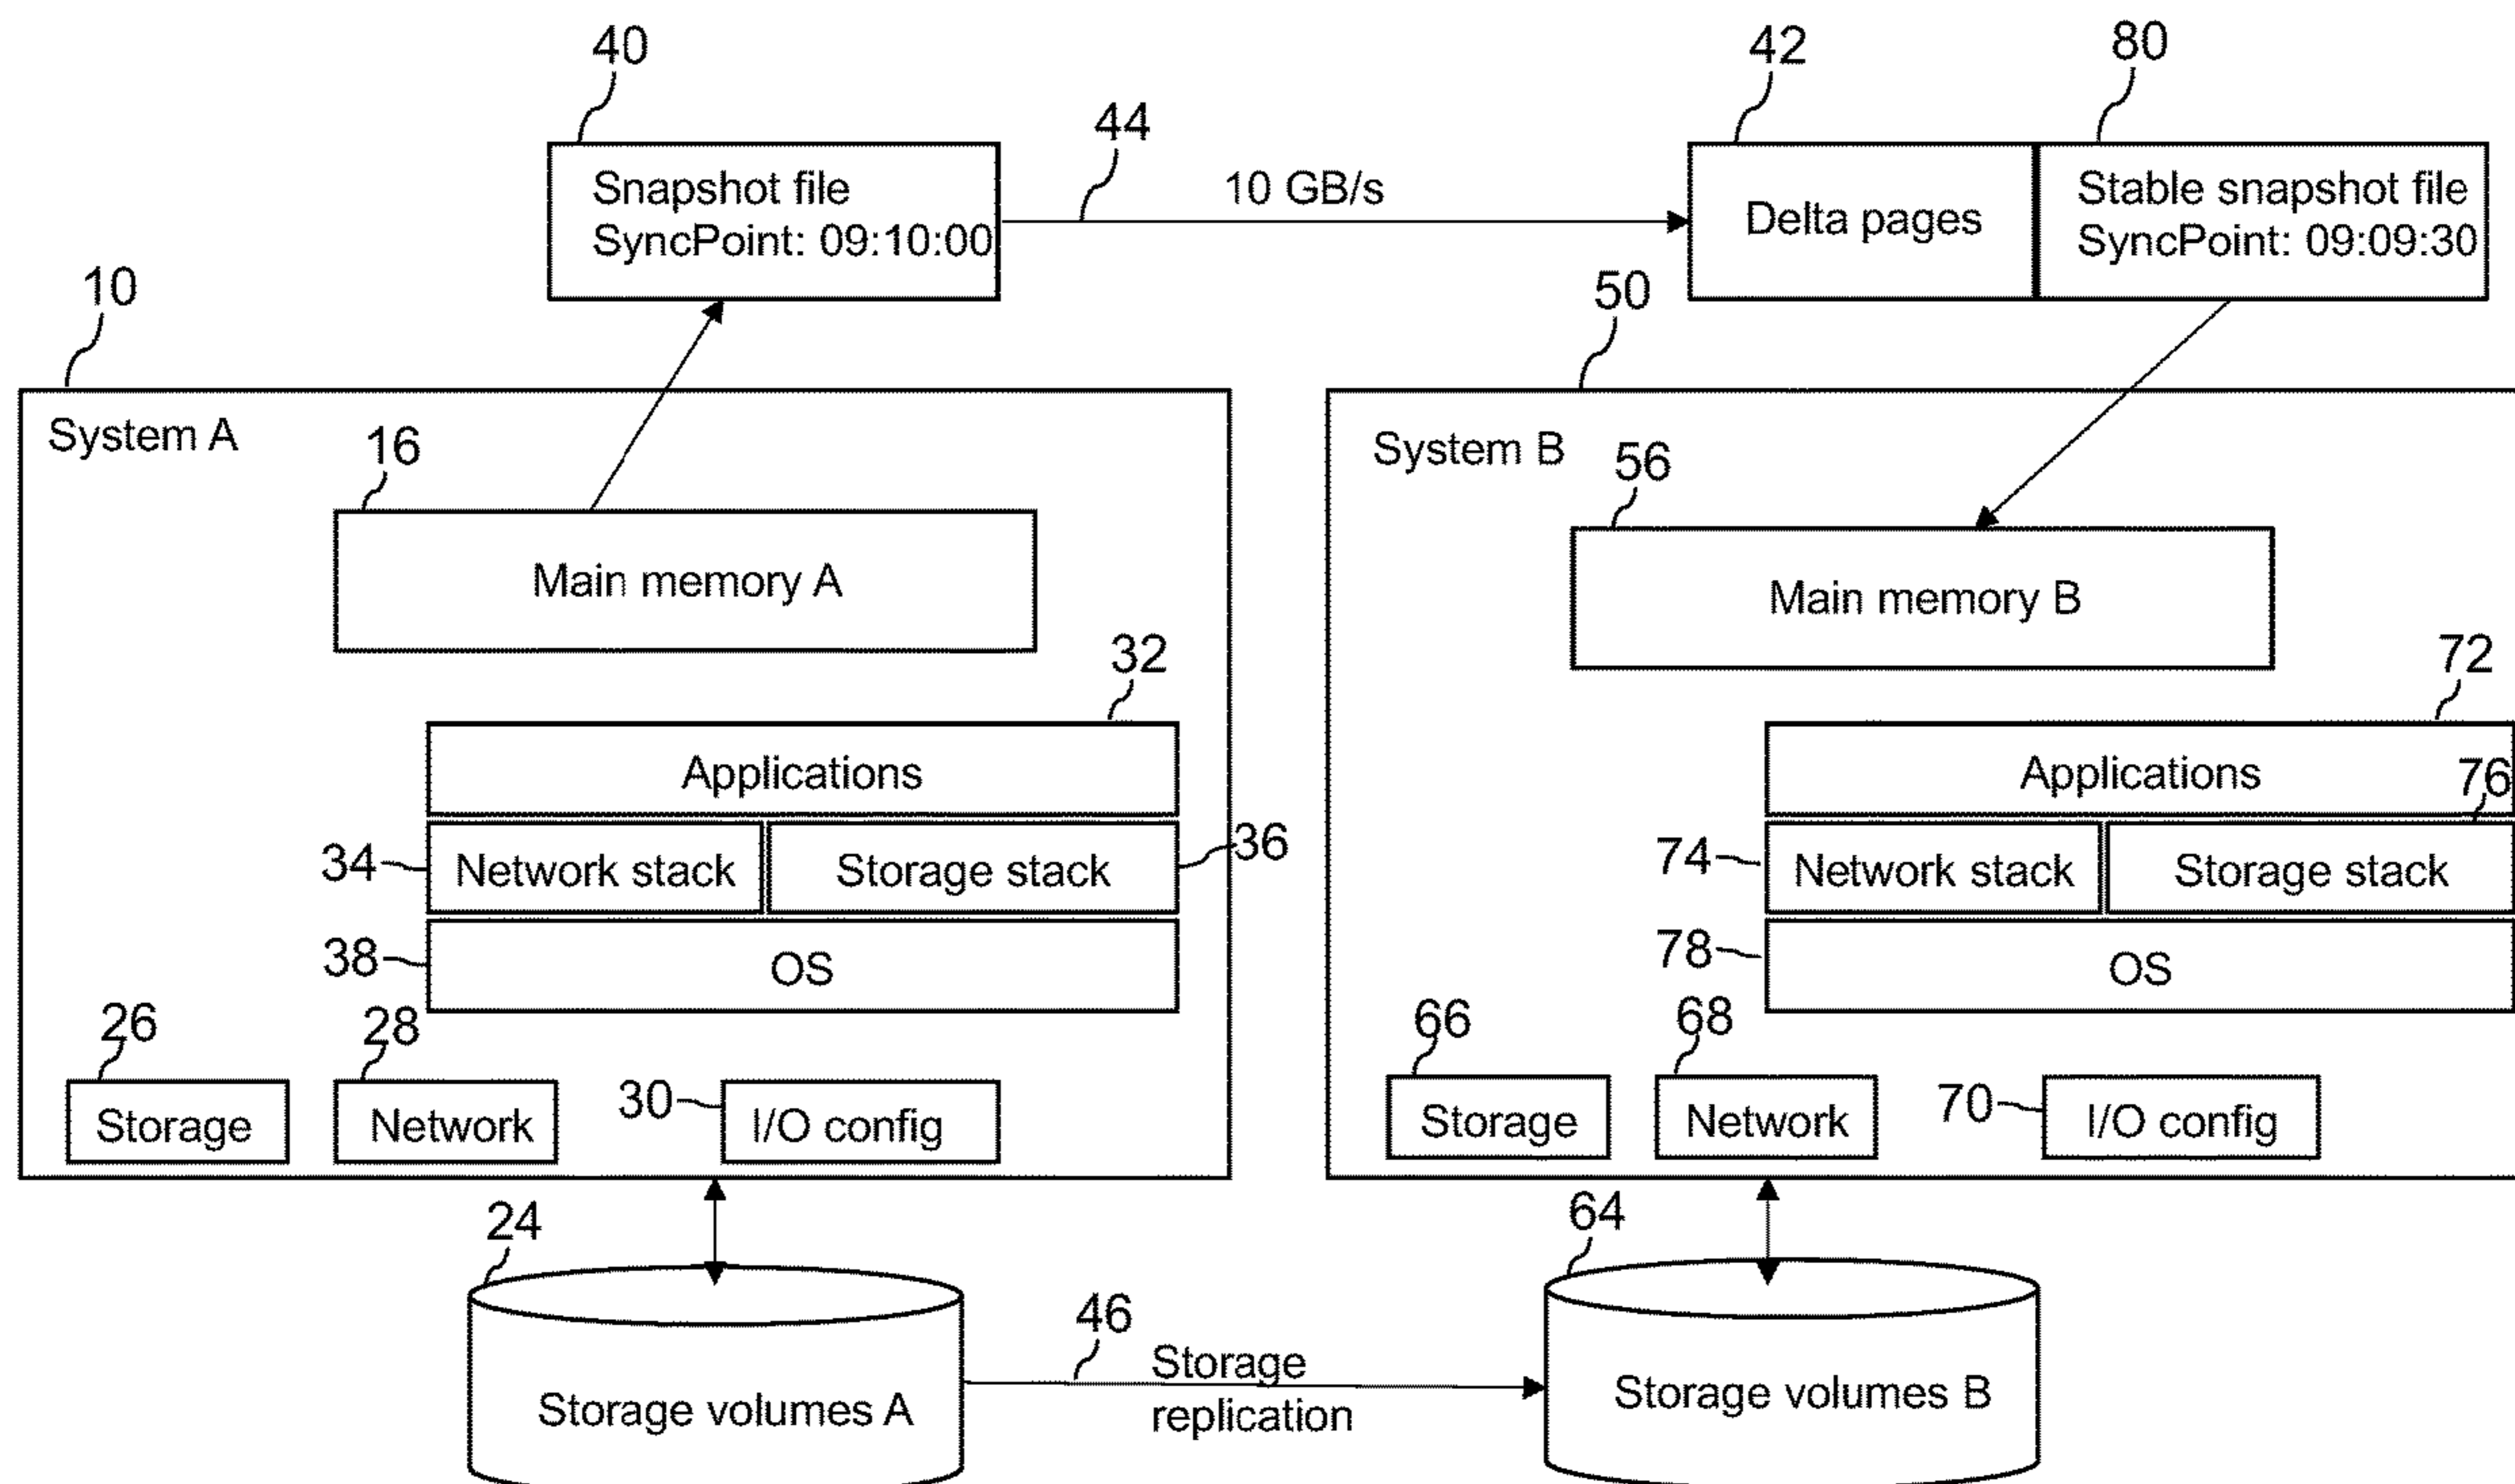 40
42
80
44
Snapshot file
SyncPoint: 09:10:00
10 GB/s
Delta pages
Stable snapshot file
SyncPoint: 09:09:30
10
50
System A
16
System B
56
Main memory A
Main memory B
32
72
Applications
Applications
76
34
Network stack
Storage stack
36
74
Network stack
Storage stack
38
OS
78
OS
26
28
66
68
Storage
Network
30
I/O config
Storage
Network
70
I/O config
24
64
46
Storage
replication
Storage volumes A
Storage volumes B